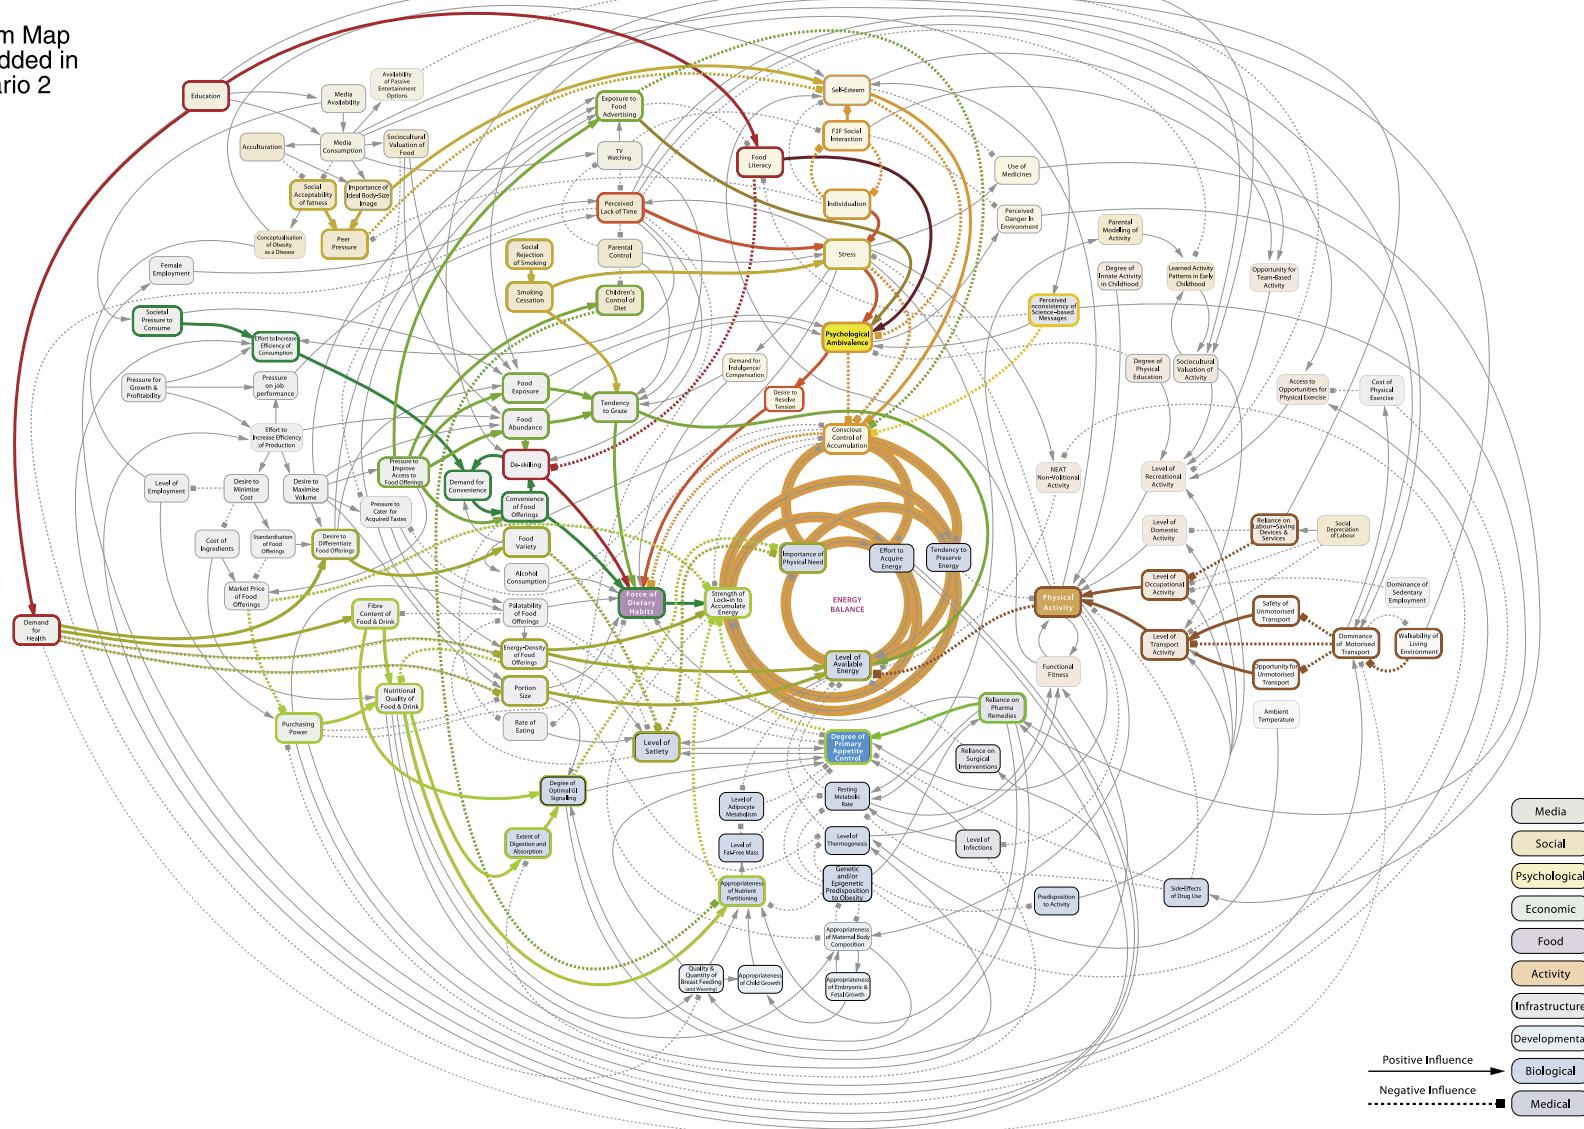 m Map
dded in
ario 2
Education
Media
Availability
Availability
of Passive
Entertainment
Options
Acculturation
Media
Consumption
Sociocultural
Valuation of
Food
Social
Acceptability
of fatness
Importance of
Ideal Body-Size
Image
Conceptualisation
of Obesity
as a Disease
Peer
Pressure
Exposure to
Food
Advertising
TV
Watching
Perceived
Lack of Time
Parental
Control
Children's
Control of
Diet
Social
Rejection
of Smoking
Smoking
Cessation
Food
Literacy
Self-Esteem
F2F Social
Interaction
Individualism
Stress
Psychological
Ambivalence
Demand for
Indulgence/
Compensation
Desire to
Resolve
Tension
Conscious
Control of
Accumulation
Use of
Medicines
Perceived
Danger in
Environment
Perceived
Inconsistency of
Science-based
Messages
Parental
Modelling of
Activity
Degree of
Innate Activity
in Childhood
Learned Activity
Patterns in Early
Childhood
Opportunity for
Team-Based
Activity
Degree of
Physical
Education
Sociocultural
Valuation of
Activity
Access to
Opportunities for
Physical Exercise
Cost of
Physical
Exercise
Female
Employment
Societal
Pressure to
Consume
Effort to Increase
Efficiency of
Consumption
Pressure for
Growth &
Profitability
Pressure
on job
performance
Effort to
Increase Efficiency
of Production
Level of
Employment
Desire to
Minimise
Cost
Desire to
Maximise
Volume
Pressure to
Improve
Access to
Food Offerings
Pressure to
Cater for
Acquired Tastes
Cost of
Ingredients
Standardisation
of Food
Offerings
Desire to
Differentiate
Food Offerings
Market Price
of Food
Offerings
Food
Exposure
Food
Abundance
Tendency
to Graze
De-skilling
Demand for
Convenience
Convenience
of Food
Offerings
Food
Variety
Alcohol
Consumption
Palatability
of Food
Offerings
Energy-Density
of Food
Offerings
Portion
Size
Rate of
Eating
Force of
Dietary
Habits
Strength of
Lock-in to
Accumulate
Energy
Importance of
Physical Need
Effort to
Acquire
Energy
Tendency to
Preserve
Energy
ENERGY
BALANCE
Level of
Available
Energy
NEAT
Non-Volitional
Activity
Level of
Recreational
Activity
Level of
Domestic
Activity
Reliance on
Labour-Saving
Devices &
Services
Social
Depreciation
of Labour
Physical
Activity
Level of
Occupational
Activity
Dominance of
Sedentary
Employment
Safety of
Unmotorised
Transport
Level of
Transport
Activity
Dominance
of Motorised
Transport
Walkability of
Living
Environment
Opportunity for
Unmotorised
Transport
Functional
Fitness
Ambient
Temperature
Demand
for
Health
Fibre
Content of
Food & Drink
Nutritional
Quality of
Food & Drink
Purchasing
Power
Level of
Satiety
Degree of
Primary
Appetite
Control
Reliance on
Pharma
Remedies
Reliance on
Surgical
Interventions
Degree of
Optimal GI
Signalling
Extent of
Digestion and
Absorption
Level of
Adipocyte
Metabolism
Level of
Fat-Free Mass
Appropriateness
of Nutrient
Partitioning
Resting
Metabolic
Rate
Level of
Thermogenesis
Genetic
and/or
Epigenetic
Predisposition
to Obesity
Level of
Infections
Predisposition
to Activity
Side-Effects
of Drug Use
Appropriateness
of Maternal Body
Composition
Quality &
Quantity of
Breast Feeding
(and Weaning)
Appropriateness
of Child Growth
Appropriateness
of Embryonic &
Fetal Growth
Media
Social
Psychological
Economic
Food
Activity
Infrastructure
Developmenta
Biological
Medical
Positive Influence
Negative Influence